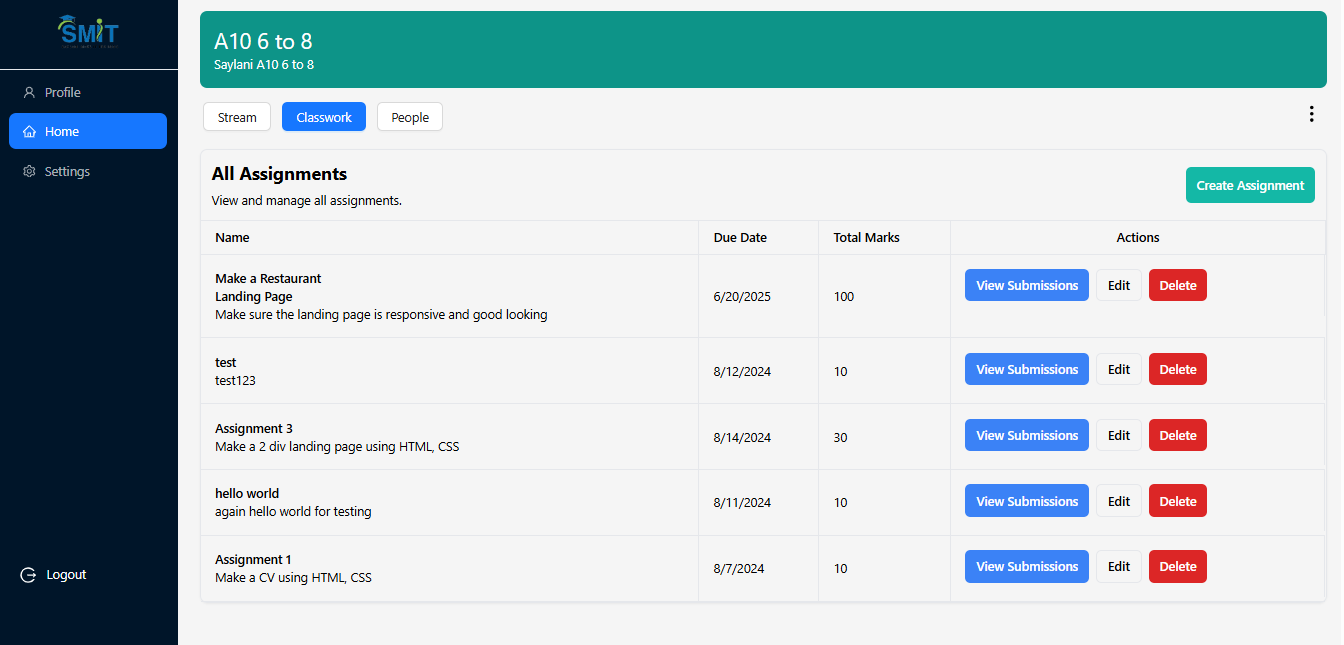 SMIT
Profile
Home
Settings
Logout
A10 6 to 8
Saylani A10 6 to 8
Stream
Classwork
People
All Assignments
View and manage all assignments.
Create Assignment
Name Due Date Total Marks Actions
Make a Restaurant
Landing Page
Make sure the landing page is responsive and good looking
6/20/2025 100 View Submissions Edit Delete
test
test123
8/12/2024 10 View Submissions Edit Delete
Assignment 3
Make a 2 div landing page using HTML, CSS
8/14/2024 30 View Submissions Edit Delete
hello world
again hello world for testing
8/11/2024 10 View Submissions Edit Delete
Assignment 1
Make a CV using HTML, CSS
8/7/2024 10 View Submissions Edit Delete